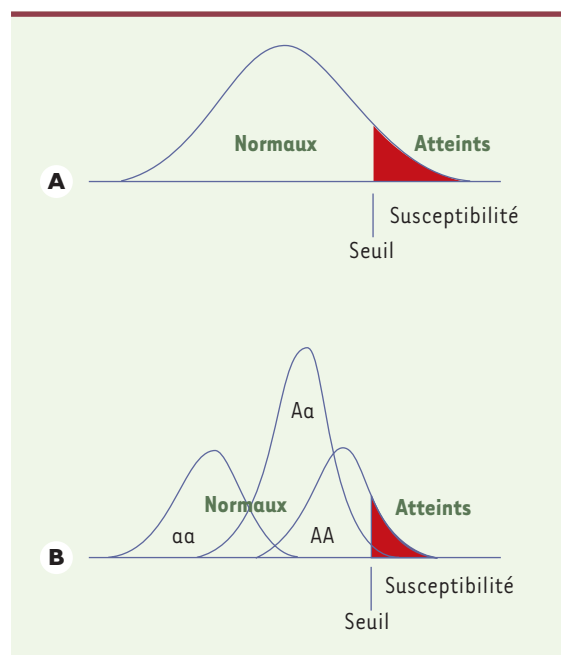 Normaux
Atteints
A
Susceptibilité
Seuil
Aa
Normaux
Atteints
aa
AA
B
Susceptibilité
Seuil